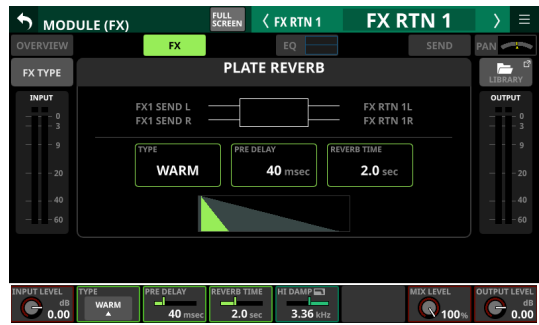 MODULE (FX)
FULL SCREEN
FX RTN 1
FX RTN 1
OVERVIEW
FX
EQ
SEND
PAN
FX TYPE
PLATE REVERB
LIBRARY
INPUT
OUTPUT
FX1 SEND L
FX RTN 1L
FX1 SEND R
FX RTN 1R
0
3
9
20
40
60
0
3
9
20
40
60
TYPE
WARM
PRE DELAY
40 msec
REVERB TIME
2.0 sec
INPUT LEVEL
dB
0.00
TYPE
WARM
PRE DELAY
40 msec
REVERB TIME
2.0 sec
HI DAMP
3.36 kHz
MIX LEVEL
100%
OUTPUT LEVEL
dB
0.00